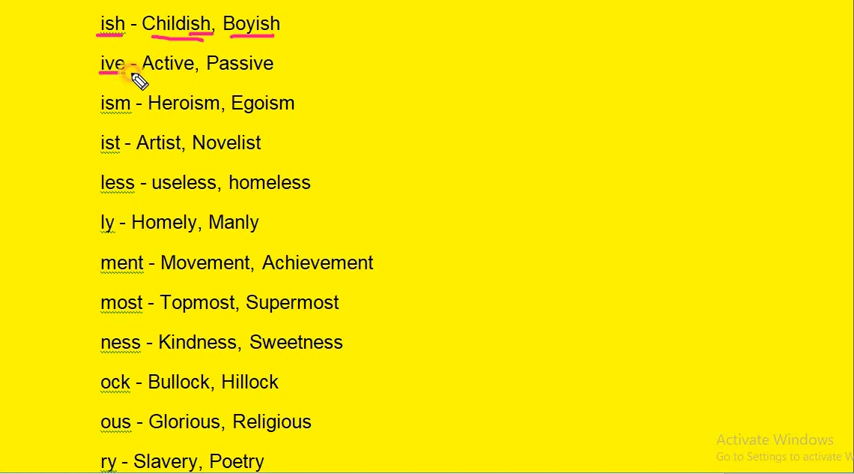 ish - Childish, Boyish
ive - Active, Passive
ism - Heroism, Egoism
ist - Artist, Novelist
less - useless, homeless
ly - Homely, Manly
ment - Movement, Achievement
most - Topmost, Supermost
ness - Kindness, Sweetness
ock - Bullock, Hillock
ous - Glorious, Religious
ry - Slavery, Poetry
Activate Windows
Go to Settings to activate W